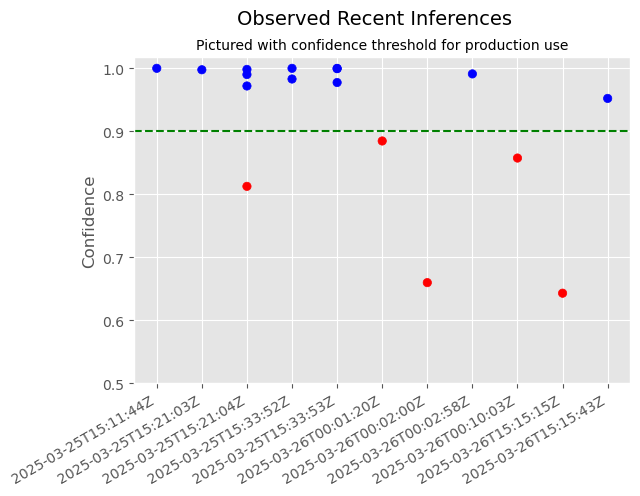 Observed Recent Inferences
Pictured with confidence threshold for production use
1.0
0.9
0.8
0.7
0.6
0.5
Confidence
2025-03-25T15:11:44Z
2025-03-25T15:21:03Z
2025-03-25T15:21:04Z
2025-03-25T15:33:52Z
2025-03-25T15:33:53Z
2025-03-26T00:01:20Z
2025-03-26T00:02:00Z
2025-03-26T00:02:58Z
2025-03-26T00:10:03Z
2025-03-26T15:15:15Z
2025-03-26T15:15:43Z